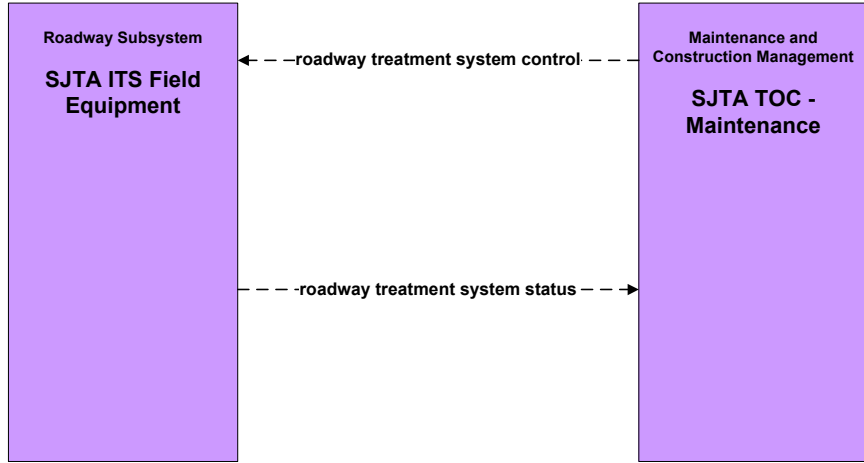 Roadway Subsystem
SJTA ITS Field
Equipment
roadway treatment system control
Maintenance and
Construction Management
SJTA TOC -
Maintenance
roadway treatment system status